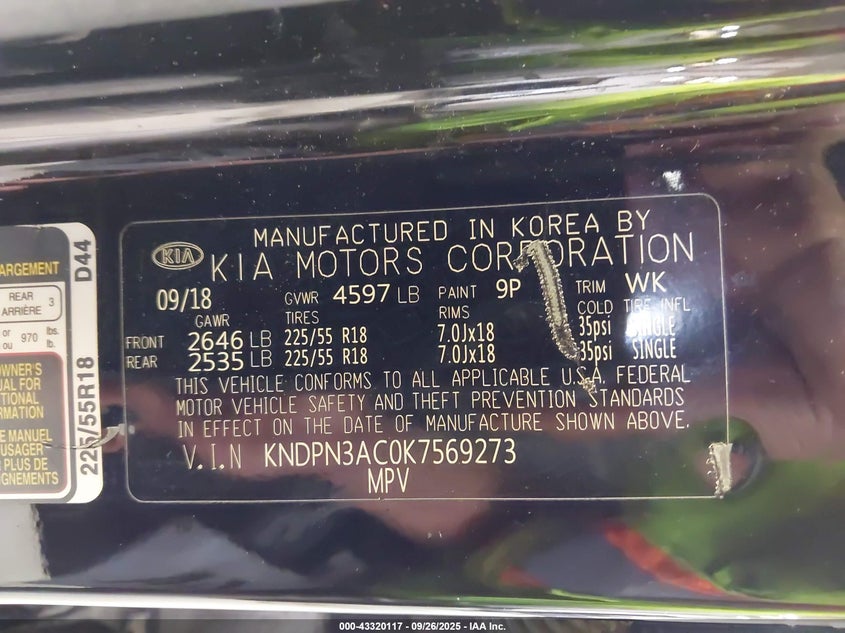 ARGEMENT
REAR 3
ARRIÈRE
or 970 lbs.
ou lb.
OWNER'S
UAL FOR
TIONAL
RMATION
E MANUEL
USAGER
PLUS DE
IGNEMENTS
D44
225/55R18
MANUFACTURED IN KOREA BY
KIA KIA MOTORS CORPORATION
09/18 GVWR 4597 LB PAINT 9P TRIM WK
GAWR TIRES RIMS COLD TIRE INFL
FRONT 2646 LB 225/55 R18 7.0Jx18 35psi SINGLE
REAR 2535 LB 225/55 R18 7.0Jx18 35psi SINGLE
THIS VEHICLE CONFORMS TO ALL APPLICABLE U.S.A. FEDERAL
MOTOR VEHICLE SAFETY AND THEFT PREVENTION STANDARDS
IN EFFECT ON THE DATE OF MANUFACTURE SHOWN ABOVE.
V.I.N KNDPN3AC0K7569273
MPV
000-43320117 - 09/26/2025 - IAA Inc.